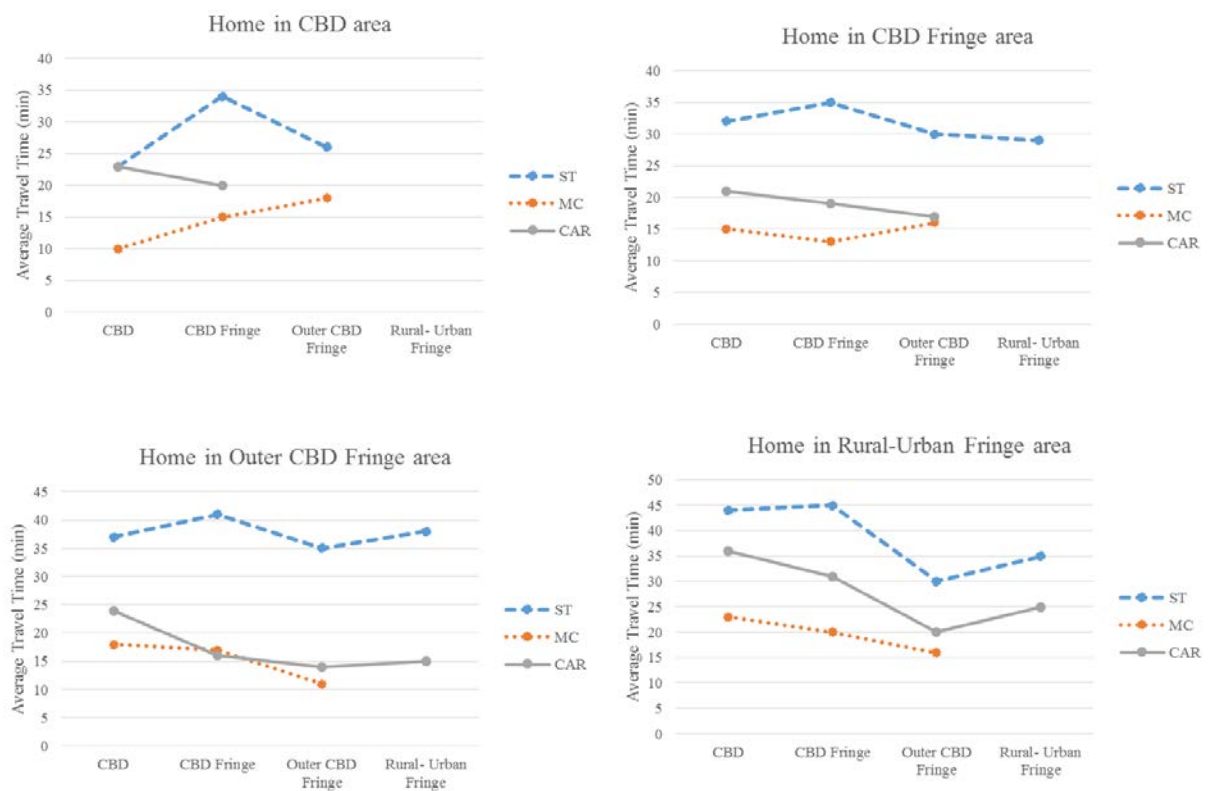 Home in CBD area
Average Travel Time (min)
40
35
30
25
20
15
10
5
0
CBD
CBD Fringe
Outer CBD
Fringe
Rural- Urban
Fringe
ST
MC
CAR
Home in CBD Fringe area
Average Travel Time (min)
40
35
30
25
20
15
10
5
0
CBD
CBD Fringe
Outer CBD
Fringe
Rural- Urban
Fringe
ST
MC
CAR
Home in Outer CBD Fringe area
Average Travel Time (min)
45
40
35
30
25
20
15
10
5
0
CBD
CBD Fringe
Outer CBD
Fringe
Rural- Urban
Fringe
ST
MC
CAR
Home in Rural-Urban Fringe area
Average Travel Time (min)
50
45
40
35
30
25
20
15
10
5
0
CBD
CBD Fringe
Outer CBD
Fringe
Rural- Urban
Fringe
ST
MC
CAR